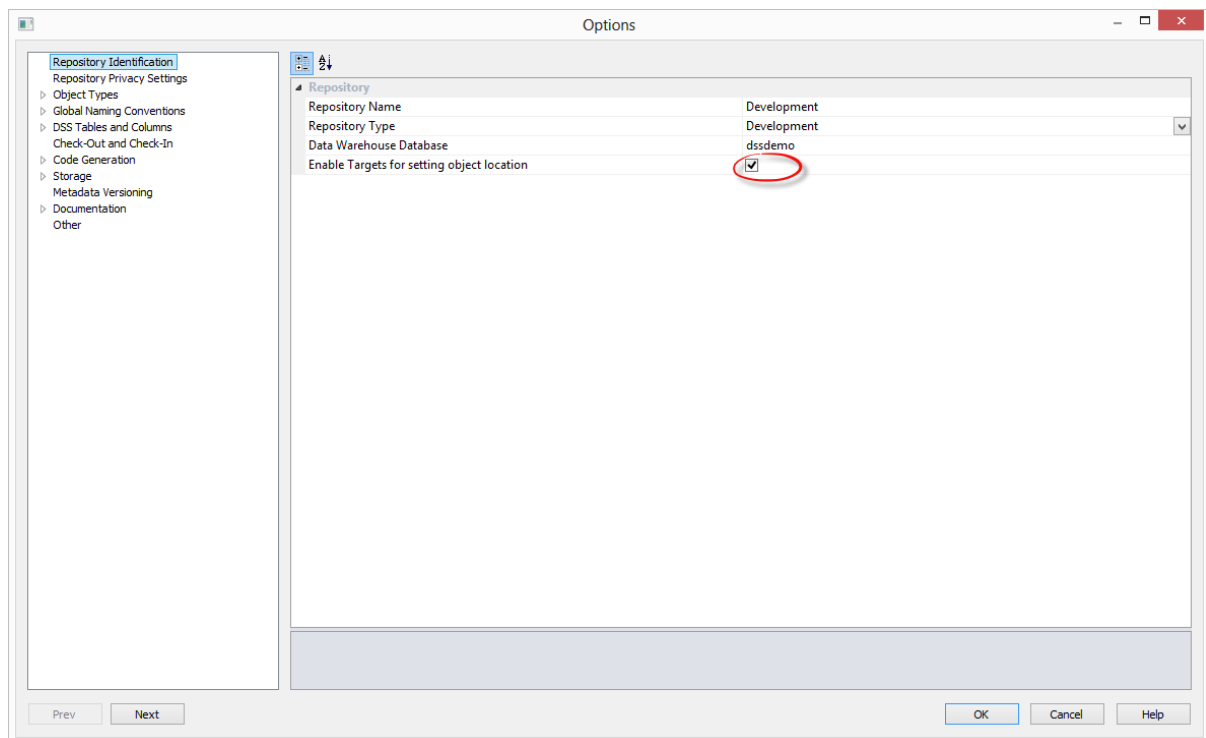 Options
Repository Identification
Repository Privacy Settings
Object Types
Global Naming Conventions
DSS Tables and Columns
Check-Out and Check-In
Code Generation
Storage
Metadata Versioning
Documentation
Other
Repository
Repository Name Development
Repository Type Development
Data Warehouse Database dssdemo
Enable Targets for setting object location
Prev Next OK Cancel Help